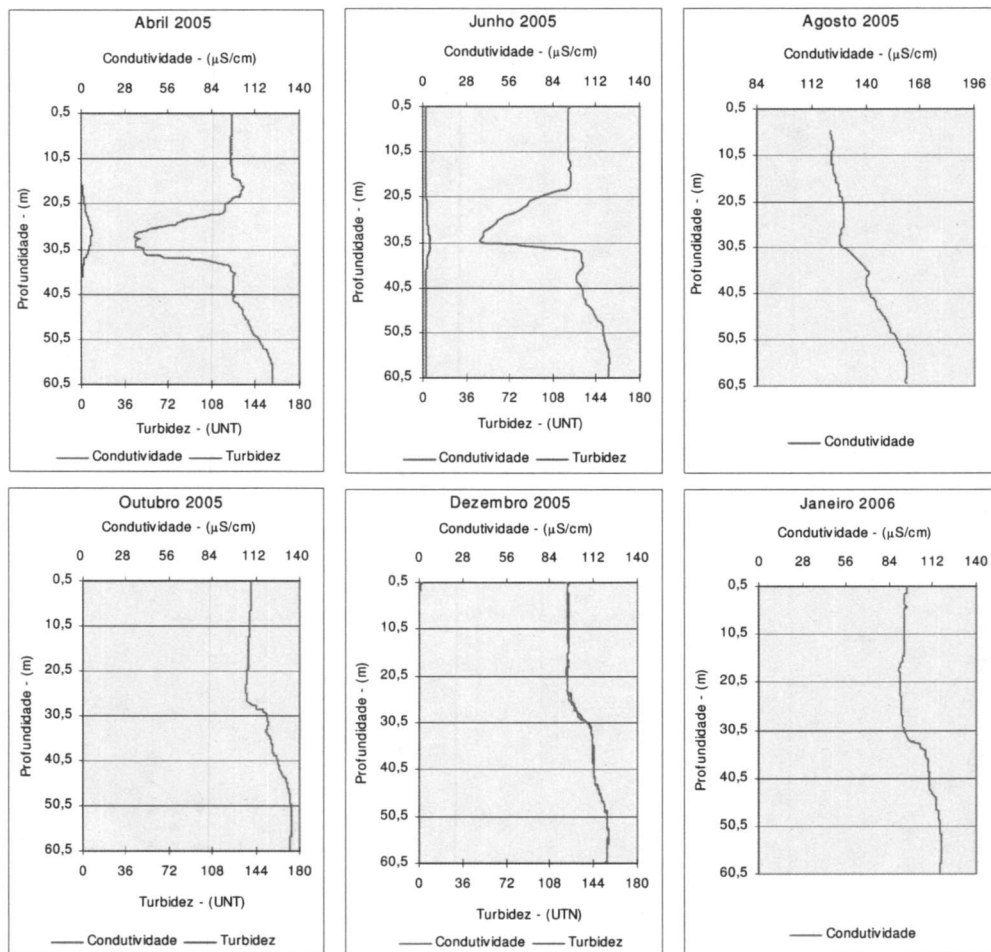 Abril 2005
Condutividade - (µS/cm)
0 28 56 84 112 140
0,5
10,5
20,5
30,5
40,5
50,5
60,5
Profundidade - (m)
0 36 72 108 144 180
Turbidez - (UNT)
Condutividade Turbidez
Junho 2005
Condutividade - (µS/cm)
0 28 56 84 112 140
0,5
10,5
20,5
30,5
40,5
50,5
60,5
Profundidade - (m)
0 36 72 108 144 180
Turbidez - (UNT)
Condutividade Turbidez
Agosto 2005
Condutividade - (µS/cm)
84 112 140 168 196
0,5
10,5
20,5
30,5
40,5
50,5
60,5
Profundidade - (m)
Condutividade
Outubro 2005
Condutividade - (µS/cm)
0 28 56 84 112 140
0,5
10,5
20,5
30,5
40,5
50,5
60,5
Profundidade - (m)
0 36 72 108 144 180
Turbidez - (UNT)
Condutividade Turbidez
Dezembro 2005
Condutividade - (µS/cm)
0 28 56 84 112 140
0,5
10,5
20,5
30,5
40,5
50,5
60,5
Profundidade - (m)
0 36 72 108 144 180
Turbidez - (UTN)
Condutividade Turbidez
Janeiro 2006
Condutividade - (µS/cm)
0 28 56 84 112 140
0,5
10,5
20,5
30,5
40,5
50,5
60,5
Profundidade - (m)
Condutividade